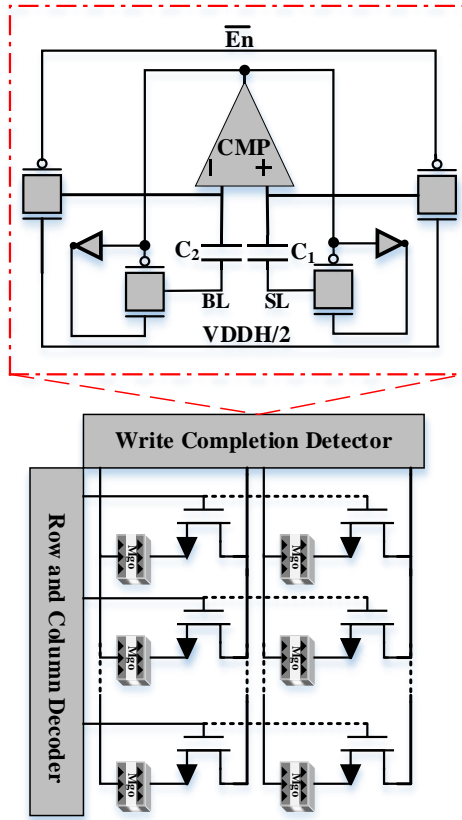 E̅n̅
CMP
C₂
C₁
BL
SL
VDDH/2
Write Completion Detector
Row and Column Decoder
Mgo
Mgo
Mgo
Mgo
Mgo
Mgo